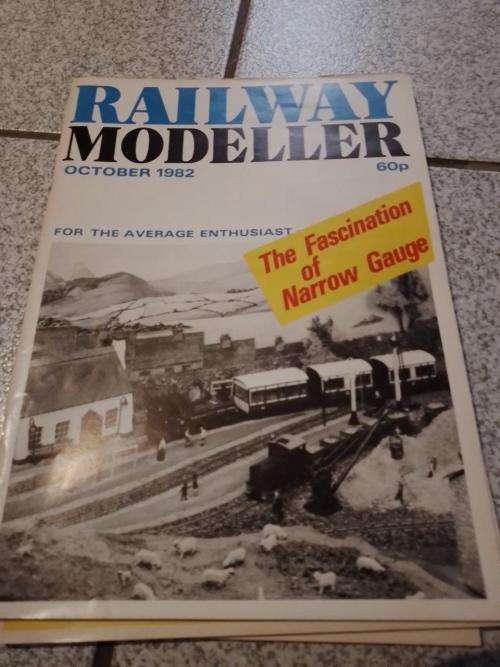 RAILWAY
MODELLER
OCTOBER 1982
60p
FOR THE AVERAGE ENTHUSIAST
The Fascination
of
Narrow Gauge